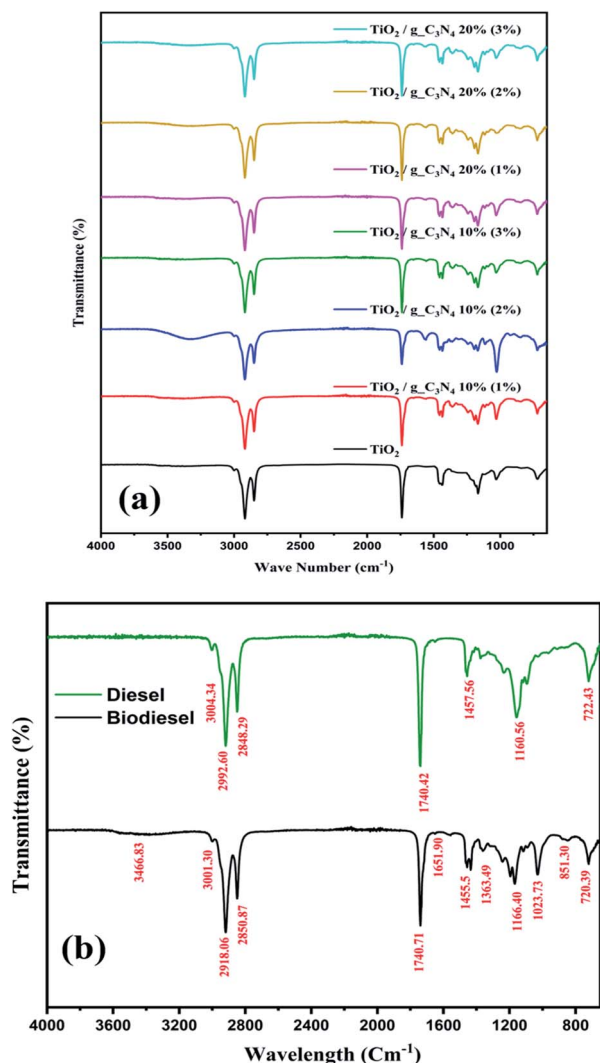 TiO2 / g_C3N4 20% (3%)
TiO2 / g_C3N4 20% (2%)
TiO2 / g_C3N4 20% (1%)
TiO2 / g_C3N4 10% (3%)
TiO2 / g_C3N4 10% (2%)
TiO2 / g_C3N4 10% (1%)
TiO2
Transmittance (%)
(a)
4000 3500 3000 2500 2000 1500 1000
Wave Number (cm-1)
Diesel
Biodiesel
3004.34
2992.60
2848.29
1740.42
1457.56
1160.56
722.43
3466.83
3001.30
2918.06
2850.87
1740.71
1651.90
1455.5
1363.49
1166.40
1023.73
851.30
720.39
Transmittance (%)
(b)
4000 3600 3200 2800 2400 2000 1600 1200 800
Wavelength (Cm-1)